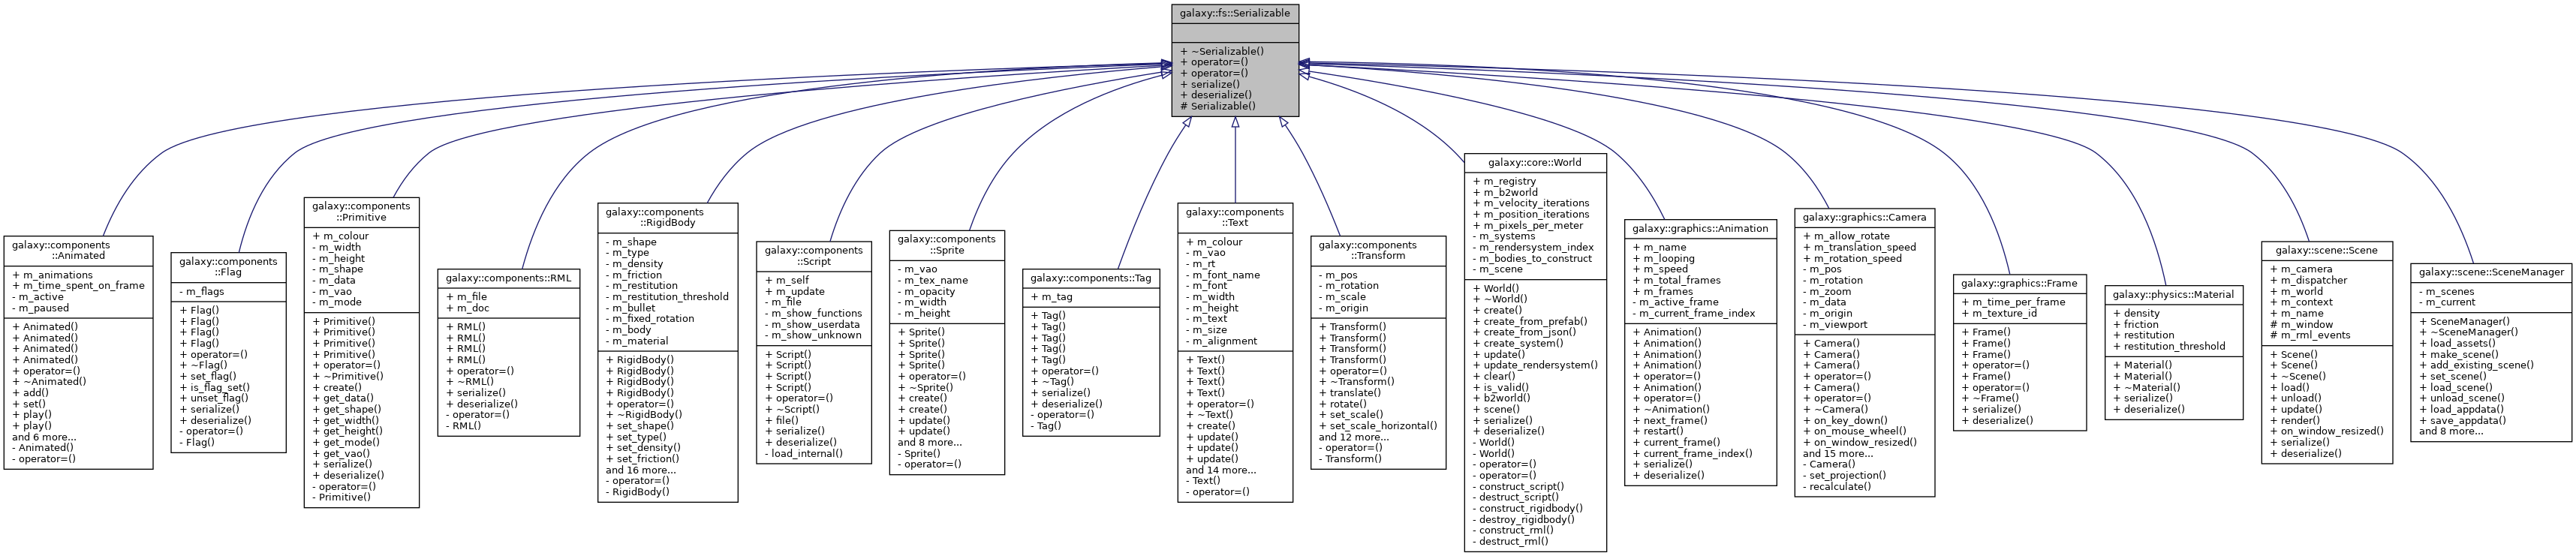 galaxy::fs::Serializable
+ ~Serializable()
+ operator=()
+ operator=()
+ serialize()
+ deserialize()
# Serializable()
galaxy::components
::Animated
+ m_animations
+ m_time_spent_on_frame
- m_active
- m_paused
+ Animated()
+ Animated()
+ Animated()
+ Animated()
+ operator=()
+ ~Animated()
+ add()
+ set()
+ play()
+ play()
and 6 more...
- Animated()
- operator=()
galaxy::components
::Flag
- m_flags
+ Flag()
+ Flag()
+ Flag()
+ Flag()
+ operator=()
+ ~Flag()
+ set_flag()
+ is_flag_set()
+ unset_flag()
+ serialize()
+ deserialize()
- operator=()
- Flag()
galaxy::components
::Primitive
+ m_colour
- m_width
- m_height
- m_shape
- m_data
- m_vao
- m_mode
+ Primitive()
+ Primitive()
+ Primitive()
+ Primitive()
+ operator=()
+ ~Primitive()
+ create()
+ get_data()
+ get_shape()
+ get_width()
+ get_height()
+ get_mode()
+ get_vao()
+ serialize()
+ deserialize()
- operator=()
- Primitive()
galaxy::components::RML
+ m_file
+ m_doc
+ RML()
+ RML()
+ RML()
+ RML()
+ operator=()
+ ~RML()
+ serialize()
+ deserialize()
- operator=()
- RML()
galaxy::components
::RigidBody
- m_shape
- m_type
- m_density
- m_friction
- m_restitution
- m_restitution_threshold
- m_bullet
- m_fixed_rotation
- m_body
- m_material
+ RigidBody()
+ RigidBody()
+ RigidBody()
+ RigidBody()
+ operator=()
+ ~RigidBody()
+ set_shape()
+ set_type()
+ set_density()
+ set_friction()
and 16 more...
- operator=()
- RigidBody()
galaxy::components
::Script
+ m_self
+ m_update
- m_file
- m_show_functions
- m_show_userdata
- m_show_unknown
+ Script()
+ Script()
+ Script()
+ Script()
+ operator=()
+ ~Script()
+ file()
+ serialize()
+ deserialize()
- load_internal()
galaxy::components
::Sprite
- m_vao
- m_tex_name
- m_opacity
- m_width
- m_height
+ Sprite()
+ Sprite()
+ Sprite()
+ Sprite()
+ operator=()
+ ~Sprite()
+ create()
+ create()
+ update()
+ update()
and 8 more...
- Sprite()
- operator=()
galaxy::components::Tag
+ m_tag
+ Tag()
+ Tag()
+ Tag()
+ Tag()
+ Tag()
+ operator=()
+ ~Tag()
+ serialize()
+ deserialize()
- operator=()
- Tag()
galaxy::components
::Text
+ m_colour
- m_vao
- m_rt
- m_font_name
- m_font
- m_width
- m_height
- m_text
- m_size
- m_alignment
+ Text()
+ Text()
+ Text()
+ Text()
+ operator=()
+ ~Text()
+ create()
+ update()
+ update()
+ update()
and 14 more...
- Text()
- operator=()
galaxy::components
::Transform
- m_pos
- m_rotation
- m_scale
- m_origin
+ Transform()
+ Transform()
+ Transform()
+ Transform()
+ operator=()
+ ~Transform()
+ translate()
+ rotate()
+ set_scale()
+ set_scale_horizontal()
and 12 more...
- operator=()
- Transform()
galaxy::core::World
+ m_registry
+ m_b2world
+ m_velocity_iterations
+ m_position_iterations
+ m_pixels_per_meter
- m_systems
- m_rendersystem_index
- m_bodies_to_construct
- m_scene
+ World()
+ ~World()
+ create()
+ create_from_prefab()
+ create_from_json()
+ create_system()
+ update()
+ update_rendersystem()
+ clear()
+ is_valid()
+ b2world()
+ scene()
+ serialize()
+ deserialize()
- World()
- World()
- operator=()
- operator=()
- construct_script()
- destruct_script()
- construct_rigidbody()
- destroy_rigidbody()
- construct_rml()
- destruct_rml()
galaxy::graphics::Animation
+ m_name
+ m_looping
+ m_speed
+ m_total_frames
+ m_frames
- m_active_frame
- m_current_frame_index
+ Animation()
+ Animation()
+ Animation()
+ Animation()
+ operator=()
+ Animation()
+ operator=()
+ ~Animation()
+ next_frame()
+ restart()
+ current_frame()
+ current_frame_index()
+ serialize()
+ deserialize()
galaxy::graphics::Camera
+ m_allow_rotate
+ m_translation_speed
+ m_rotation_speed
- m_pos
- m_rotation
- m_zoom
- m_data
- m_origin
- m_viewport
+ Camera()
+ Camera()
+ Camera()
+ operator=()
+ Camera()
+ operator=()
+ ~Camera()
+ on_key_down()
+ on_mouse_wheel()
+ on_window_resized()
and 15 more...
- Camera()
- set_projection()
- recalculate()
galaxy::graphics::Frame
+ m_time_per_frame
+ m_texture_id
+ Frame()
+ Frame()
+ Frame()
+ operator=()
+ Frame()
+ operator=()
+ ~Frame()
+ serialize()
+ deserialize()
galaxy::physics::Material
+ density
+ friction
+ restitution
+ restitution_threshold
+ Material()
+ Material()
+ ~Material()
+ serialize()
+ deserialize()
galaxy::scene::Scene
+ m_camera
+ m_dispatcher
+ m_world
+ m_context
+ m_name
# m_window
# m_rml_events
+ Scene()
+ Scene()
+ ~Scene()
+ load()
+ unload()
+ update()
+ render()
+ on_window_resized()
+ serialize()
+ deserialize()
galaxy::scene::SceneManager
- m_scenes
- m_current
+ SceneManager()
+ ~SceneManager()
+ load_assets()
+ make_scene()
+ add_existing_scene()
+ set_scene()
+ load_scene()
+ unload_scene()
+ load_appdata()
+ save_appdata()
and 8 more...